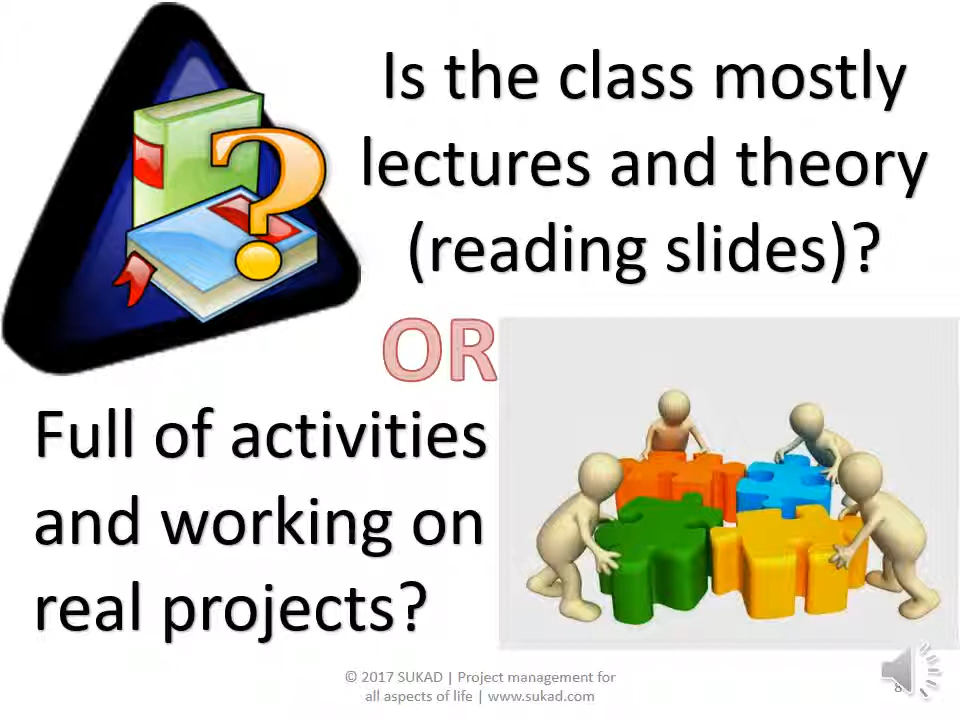 Is the class mostly
lectures and theory
(reading slides)?
OR
Full of activities
and working on
real projects?
© 2017 SUKAD | Project management for
all aspects of life | www.sukad.com
8